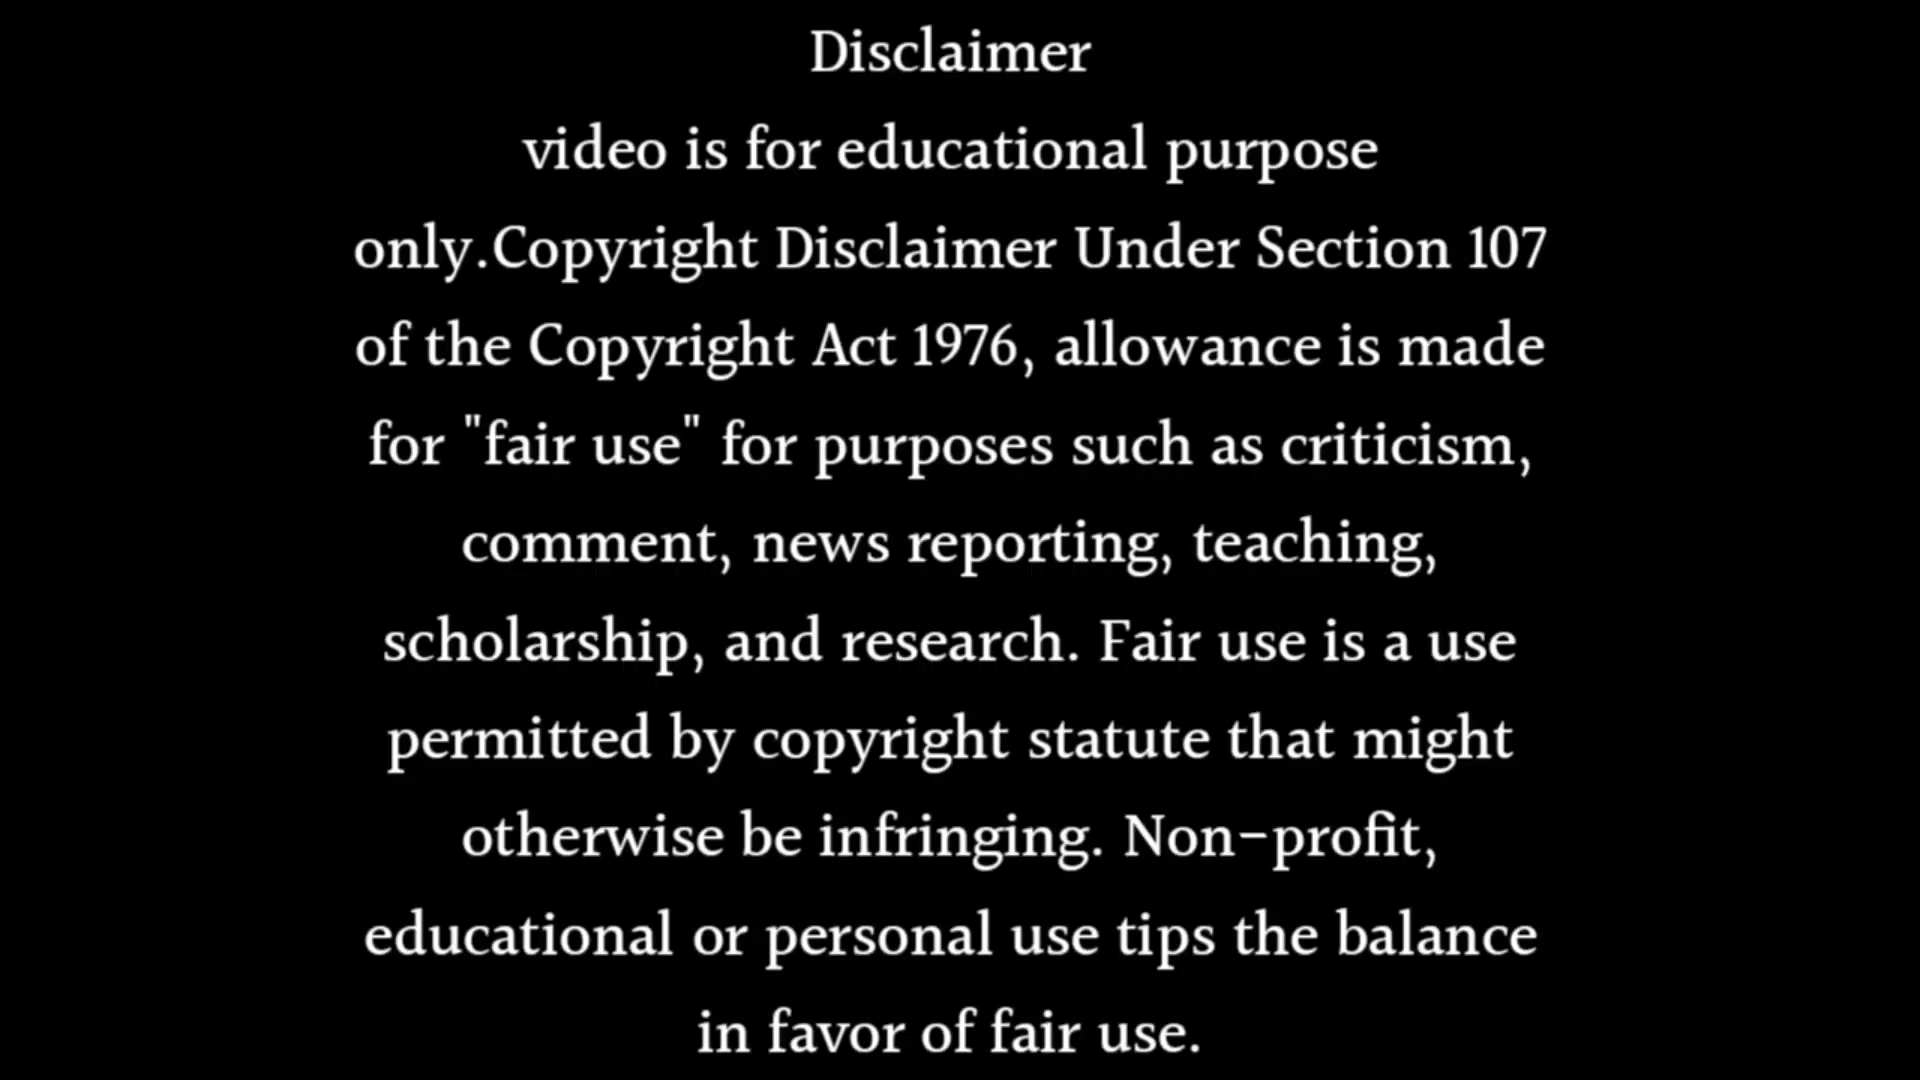 Disclaimer
video is for educational purpose
only.Copyright Disclaimer Under Section 107
of the Copyright Act 1976, allowance is made
for "fair use" for purposes such as criticism,
comment, news reporting, teaching,
scholarship, and research. Fair use is a use
permitted by copyright statute that might
otherwise be infringing. Non-profit,
educational or personal use tips the balance
in favor of fair use.